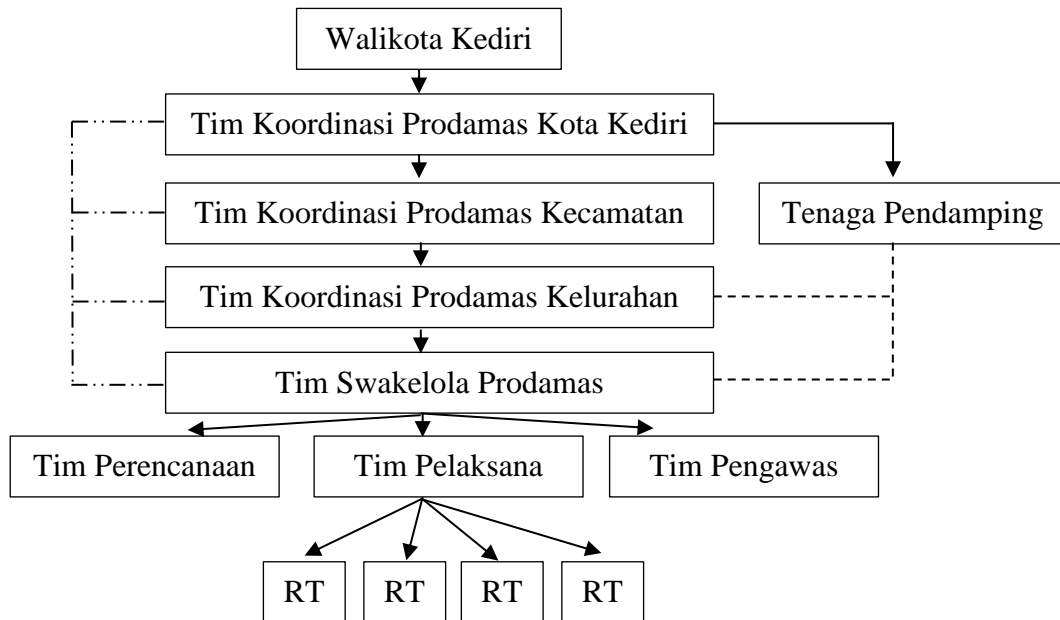 Walikota Kediri
Tim Koordinasi Prodamas Kota Kediri
Tim Koordinasi Prodamas Kecamatan
Tenaga Pendamping
Tim Koordinasi Prodamas Kelurahan
Tim Swakelola Prodamas
Tim Perencanaan
Tim Pelaksana
Tim Pengawas
RT
RT
RT
RT